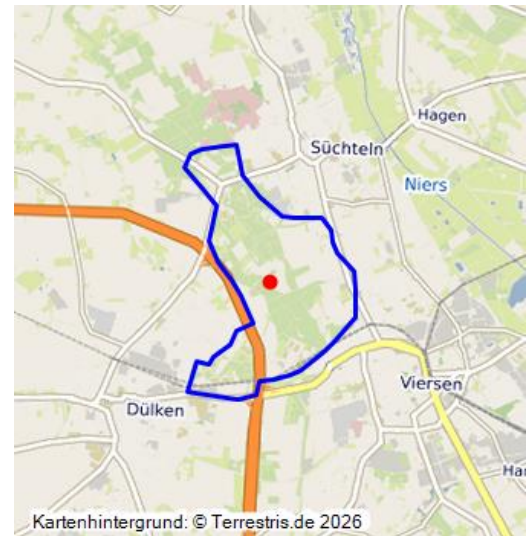 Hagen
Süchteln
Niers
Viersen
Dülken
Kartenhintergrund: © Terrestris.de 2026